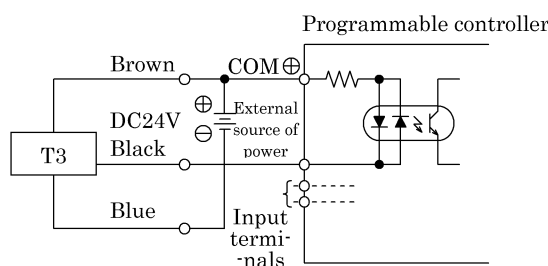 Programmable controller
Brown
COM⊕
⊕
DC24V
⊖
External
source of
power
T3
Black
Blue
Input
termi-
-nals